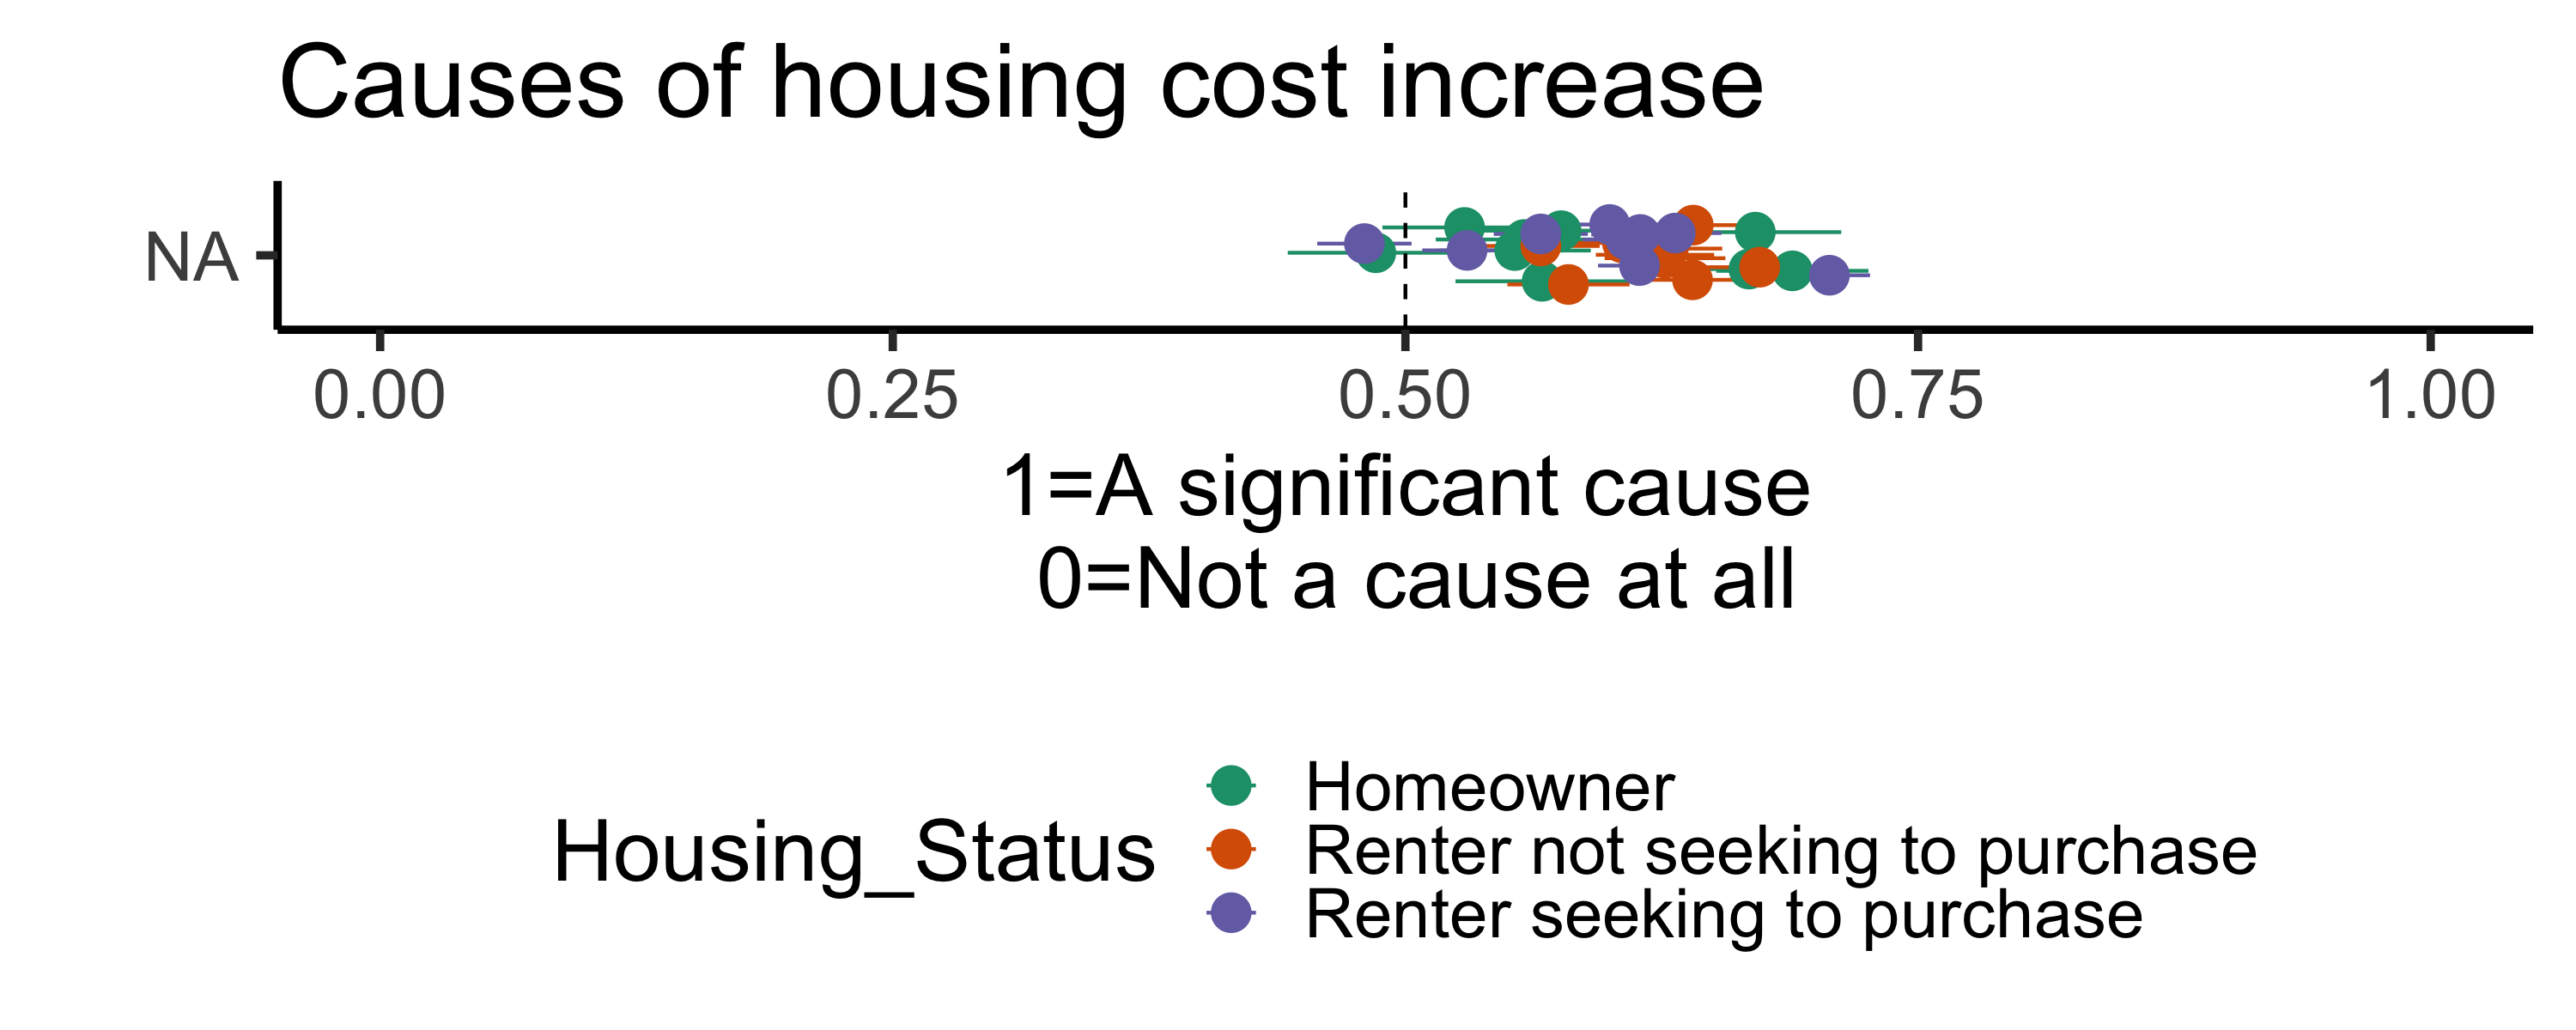 Causes of housing cost increase
NA
0.00 0.25 0.50 0.75 1.00
1=A significant cause
0=Not a cause at all
Housing_Status
Homeowner
Renter not seeking to purchase
Renter seeking to purchase